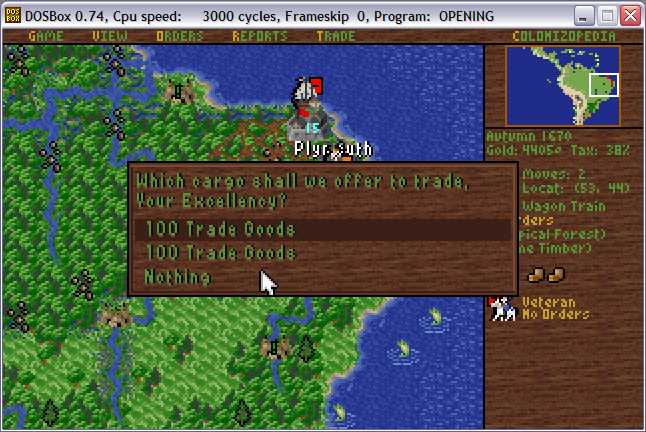 DOSBox 0.74, Cpu speed: 3000 cycles, Frameskip 0, Program: OPENING
GAME VIEW ORDERS REPORTS TRADE COLONIZOPEDIA
Autumn 1670
Gold: 4405 Tax: 38%
15
Moves: 2
Locat: (53, 44)
Wagon Train
rders
pical Forest)
ne Timber)
Which cargo shall we offer to trade,
Your Excellency?
100 Trade Goods
100 Trade Goods
Nothing
Veteran
No Orders